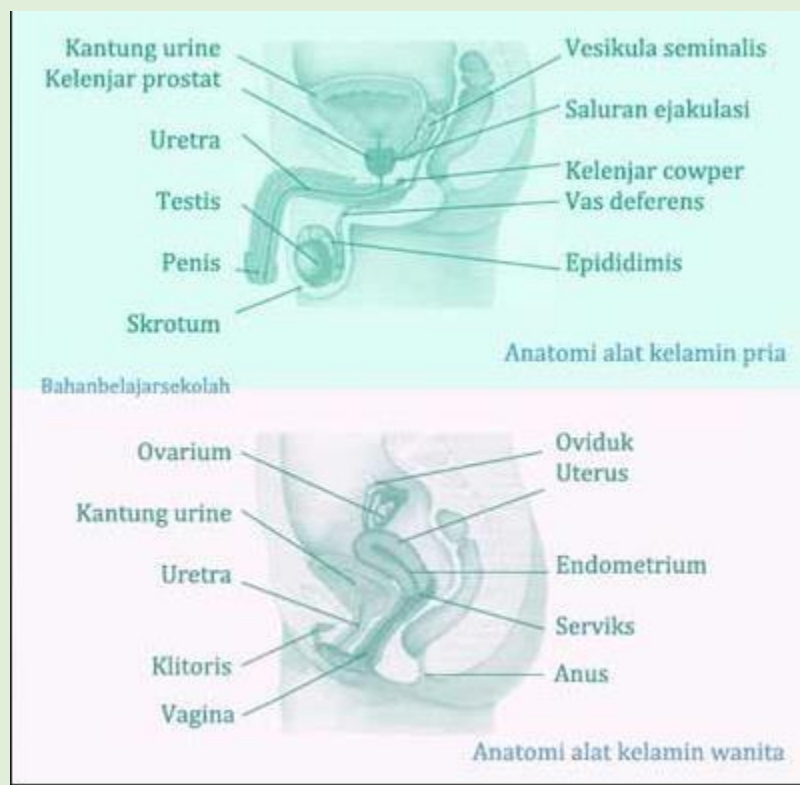 Kantung urine
Kelenjar prostat
Uretra
Testis
Penis
Skrotum
Vesikula seminalis
Saluran ejakulasi
Kelenjar cowper
Vas deferens
Epididimis
Anatomi alat kelamin pria
Bahanbelajarsekolah
Ovarium
Kantung urine
Uretra
Klitoris
Vagina
Oviduk
Uterus
Endometrium
Serviks
Anus
Anatomi alat kelamin wanita